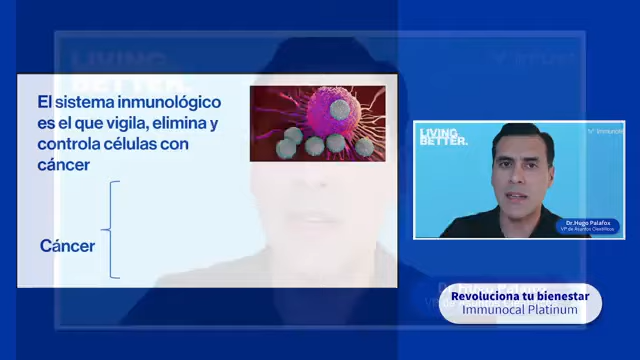 El sistema inmunológico
es el que vigila, elimina y
controla células con
cáncer
Cáncer
LIVING
BETTER.
immunotec
Dr.Hugo Palafox
VP de Asuntos Científicos
Revoluciona tu bienestar
Immunocal Platinum